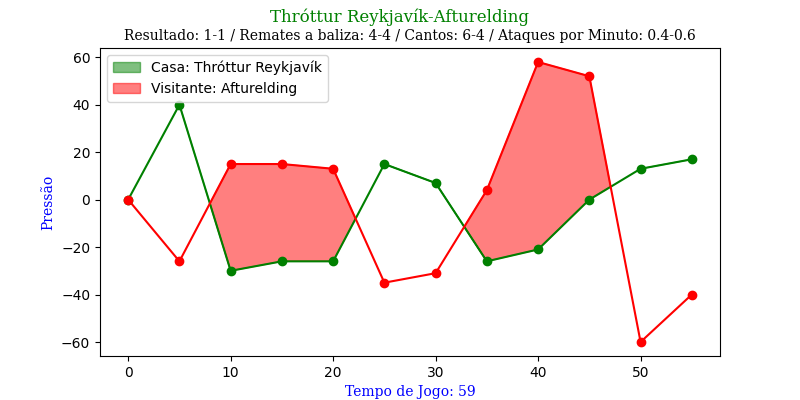 Thróttur Reykjavík-Afturelding
Resultado: 1-1 / Remates a baliza: 4-4 / Cantos: 6-4 / Ataques por Minuto: 0.4-0.6
Casa: Thróttur Reykjavík
Visitante: Afturelding
Pressão
60
40
20
0
−20
−40
−60
0 10 20 30 40 50
Tempo de Jogo: 59